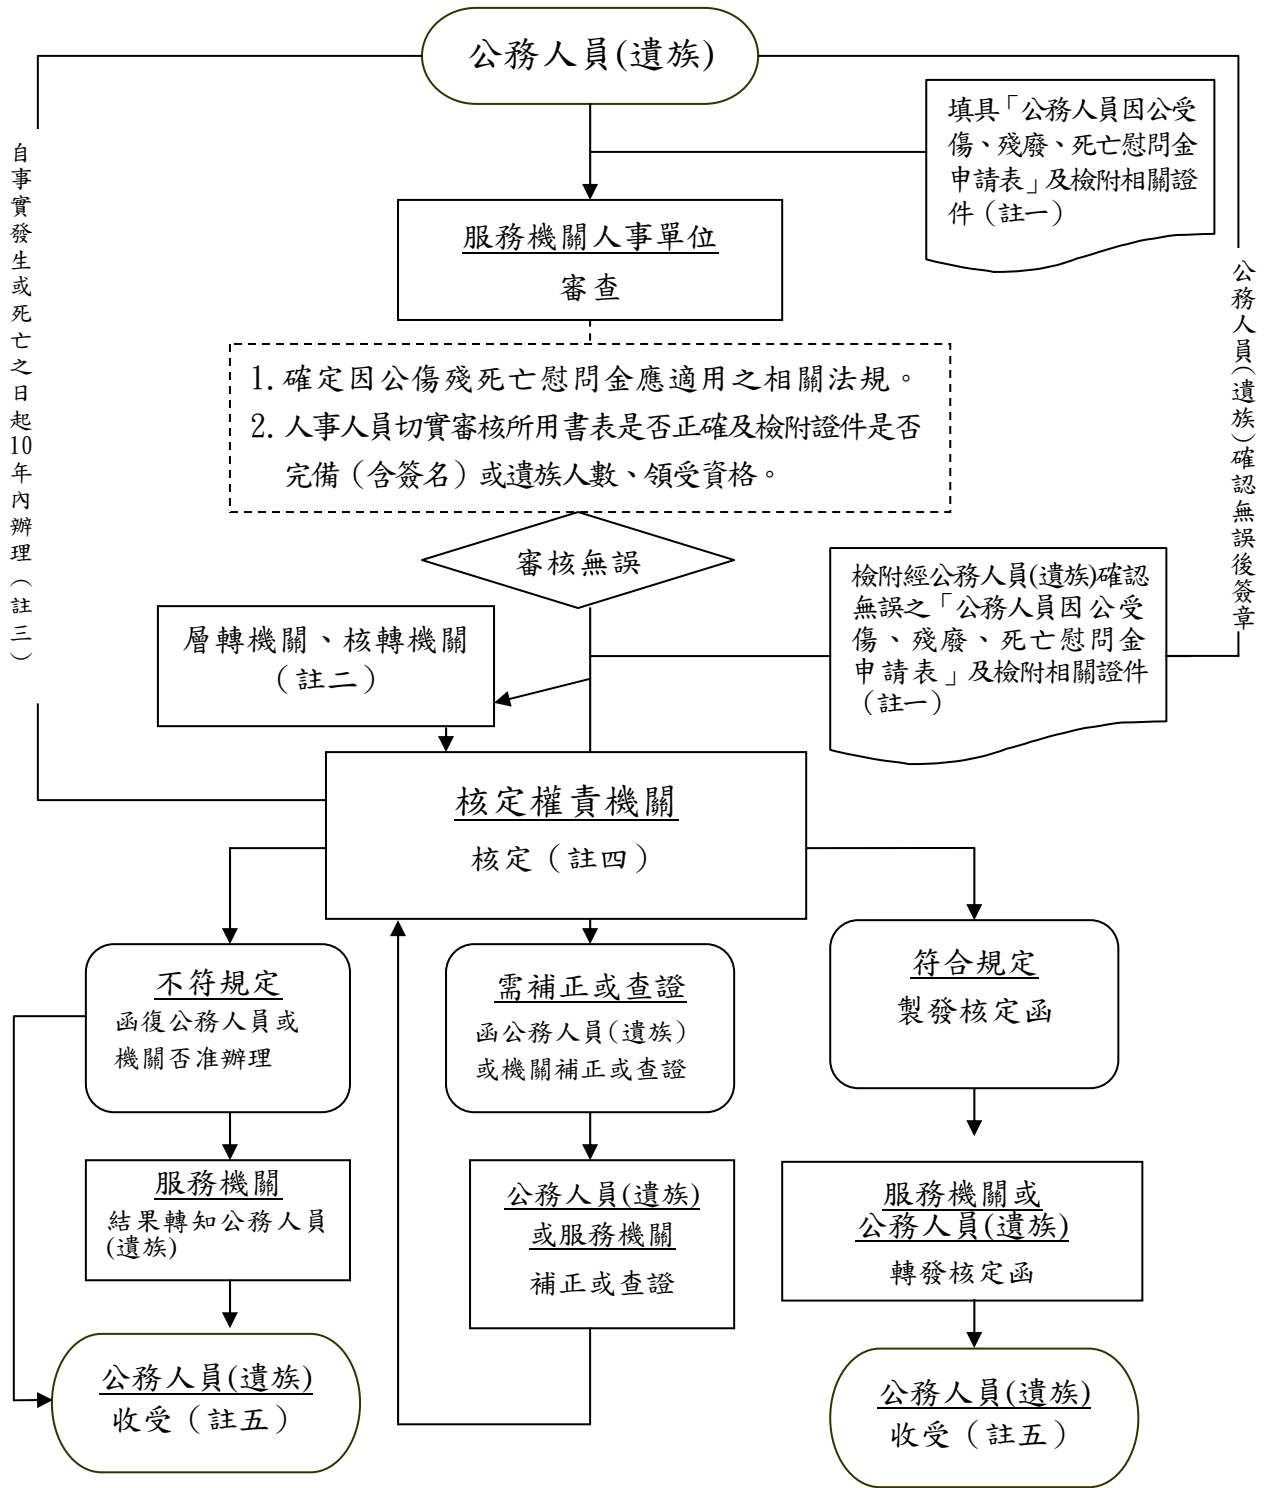 公務人員(遺族)
填具「公務人員因公受
傷、殘廢、死亡慰問金
申請表」及檢附相關證
件（註一）
自事實發生或死亡之日起10年內辦理（註三）
服務機關人事單位
審查
公務人員(遺族)確認無誤後簽章
1. 確定因公傷殘死亡慰問金應適用之相關法規。
2. 人事人員切實審核所用書表是否正確及檢附證件是否
完備（含簽名）或遺族人數、領受資格。
審核無誤
檢附經公務人員(遺族)確認
無誤之「公務人員因公受
傷、殘廢、死亡慰問金
申請表」及檢附相關證件
（註一）
層轉機關、核轉機關
（註二）
核定權責機關
核定（註四）
不符規定
函復公務人員或
機關否准辦理
需補正或查證
函公務人員(遺族)
或機關補正或查證
符合規定
製發核定函
服務機關
結果轉知公務人員
(遺族)
公務人員(遺族)
或服務機關
補正或查證
服務機關或
公務人員(遺族)
轉發核定函
公務人員(遺族)
收受（註五）
公務人員(遺族)
收受（註五）